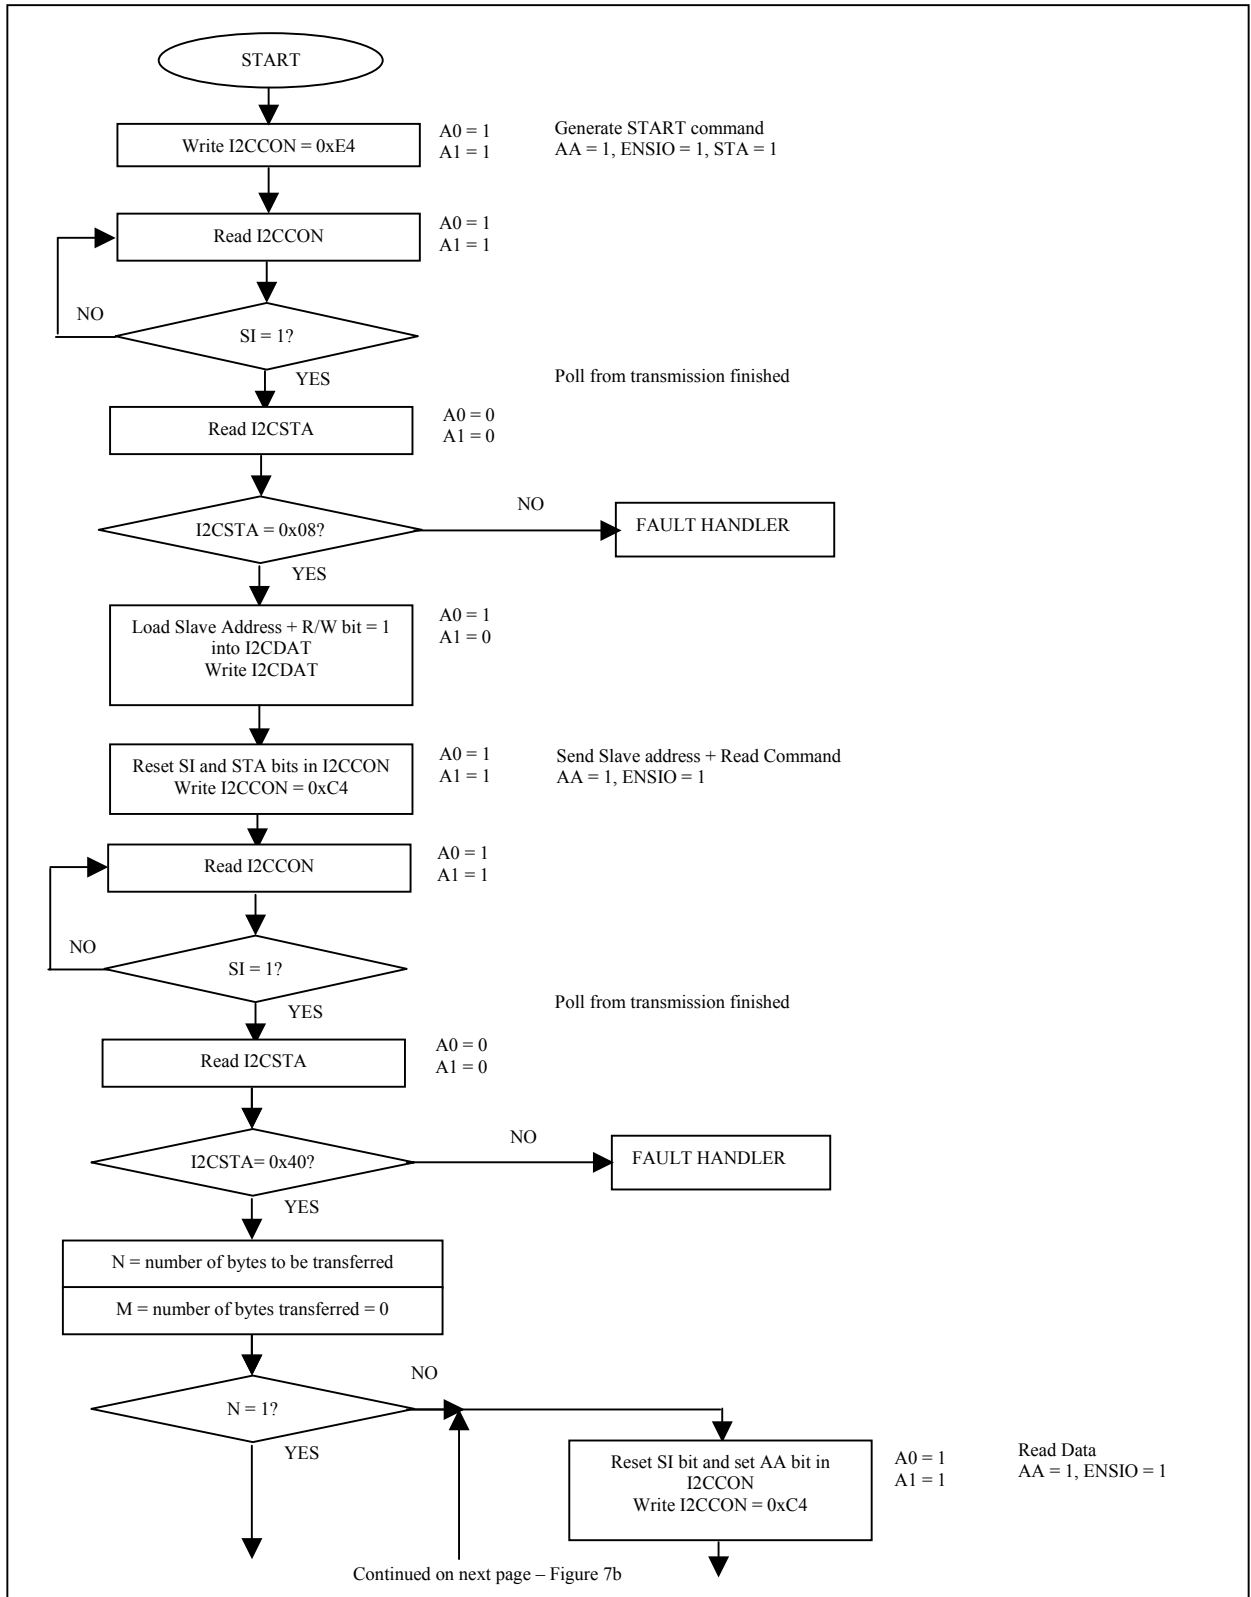 START
Write I2CCON = 0xE4
A0 = 1
A1 = 1
Generate START command
AA = 1, ENSIO = 1, STA = 1
Read I2CCON
A0 = 1
A1 = 1
NO
SI = 1?
YES
Poll from transmission finished
Read I2CSTA
A0 = 0
A1 = 0
I2CSTA = 0x08?
NO
FAULT HANDLER
YES
Load Slave Address + R/W bit = 1
into I2CDAT
Write I2CDAT
A0 = 1
A1 = 0
Reset SI and STA bits in I2CCON
Write I2CCON = 0xC4
A0 = 1
A1 = 1
Send Slave address + Read Command
AA = 1, ENSIO = 1
Read I2CCON
A0 = 1
A1 = 1
NO
SI = 1?
YES
Poll from transmission finished
Read I2CSTA
A0 = 0
A1 = 0
I2CSTA= 0x40?
NO
FAULT HANDLER
YES
N = number of bytes to be transferred
M = number of bytes transferred = 0
N = 1?
NO
YES
Reset SI bit and set AA bit in
I2CCON
Write I2CCON = 0xC4
A0 = 1
A1 = 1
Read Data
AA = 1, ENSIO = 1
Continued on next page – Figure 7b